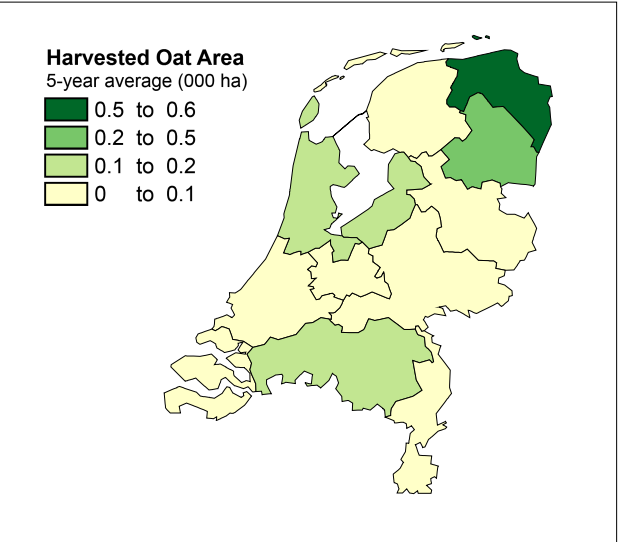 Harvested Oat Area
5-year average (000 ha)
0.5 to 0.6
0.2 to 0.5
0.1 to 0.2
0 to 0.1